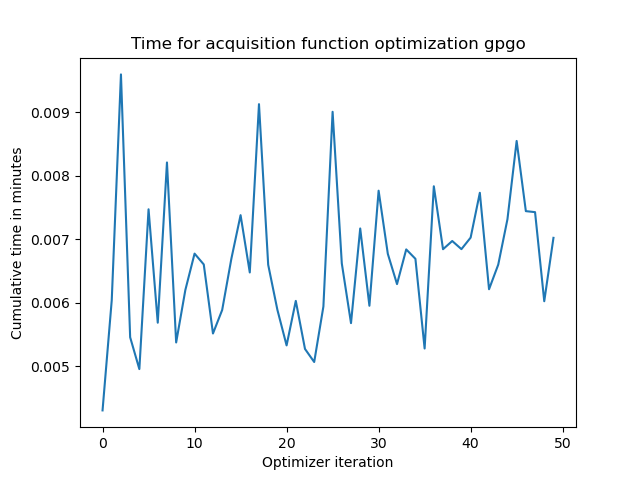 Time for acquisition function optimization gpgo
Cumulative time in minutes
0.009
0.008
0.007
0.006
0.005
0 10 20 30 40 50
Optimizer iteration